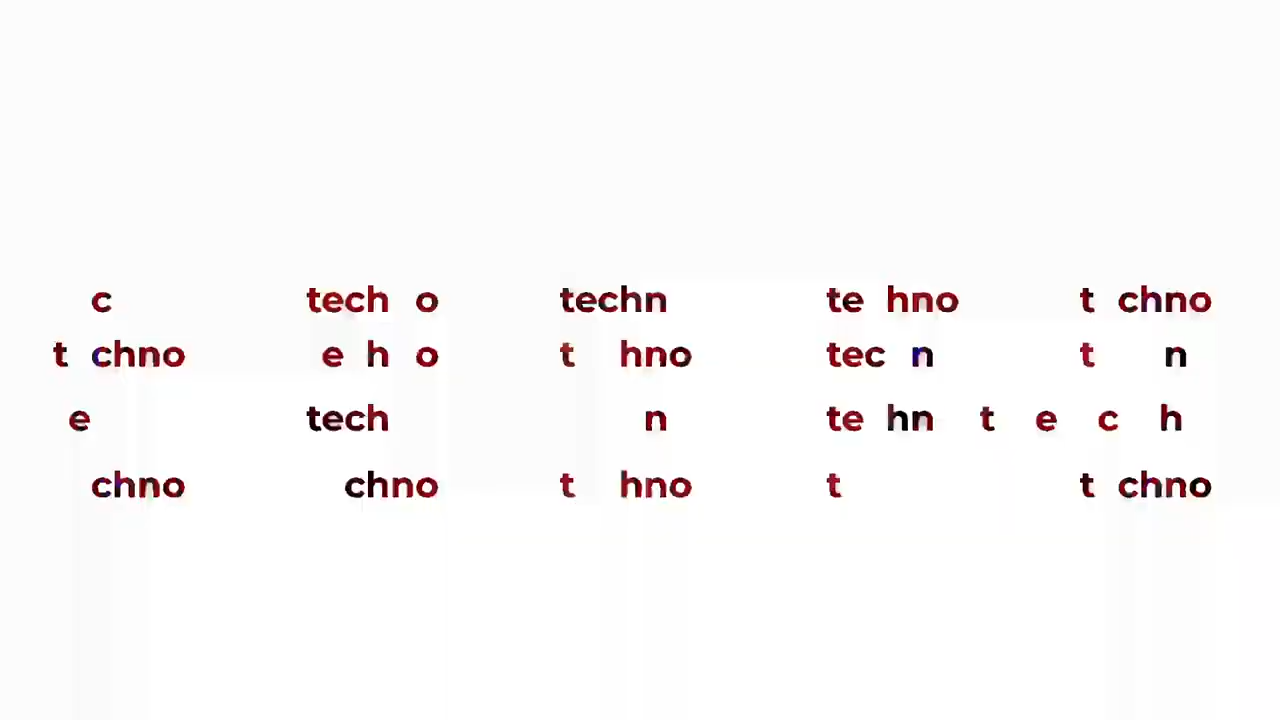 c tech o techn te hno t chno
t chno e h o t hno tec n t n
e tech n te hn t e c h
chno chno t hno t t chno